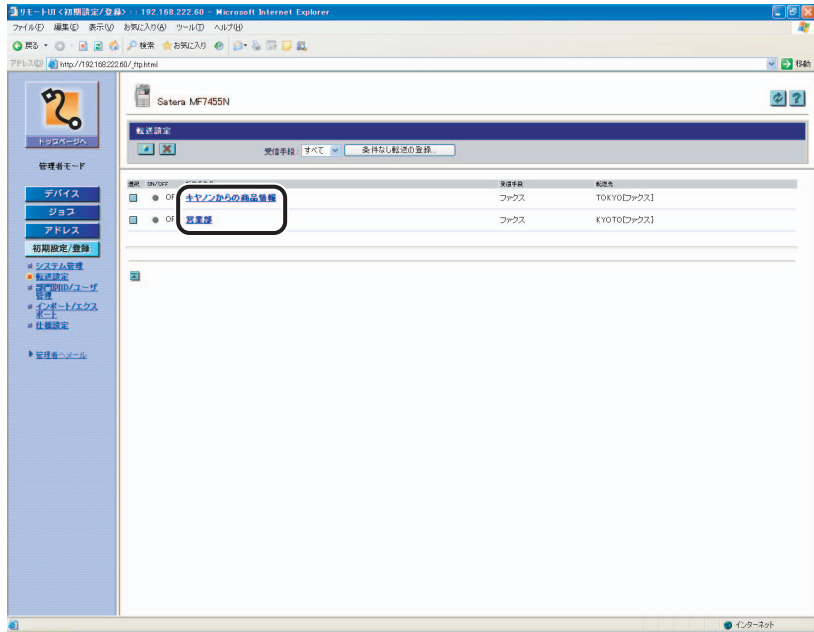 リモートUI <初期設定/登録> : : 192.168.222.60 - Microsoft Internet Explorer
ファイル(F) 編集(E) 表示(V) お気に入り(A) ツール(T) ヘルプ(H)
戻る 検索 お気に入り
アドレス(D) http://192.168.222.60/_ftp.html 移動
Satera MF7455N
トップページへ
転送設定
受信手段: すべて 条件なし転送の登録...
管理者モード
選択 ON/OFF 受信手段 転送先
OF キヤノンからの商品情報 ファクス TOKYO[ファクス]
OF 営業部 ファクス KYOTO[ファクス]
デバイス
ジョブ
アドレス
初期設定/登録
システム管理
転送設定
部門別ID/ユーザ
管理
インポート/エクス
ポート
仕様設定
管理者へメール
インターネット